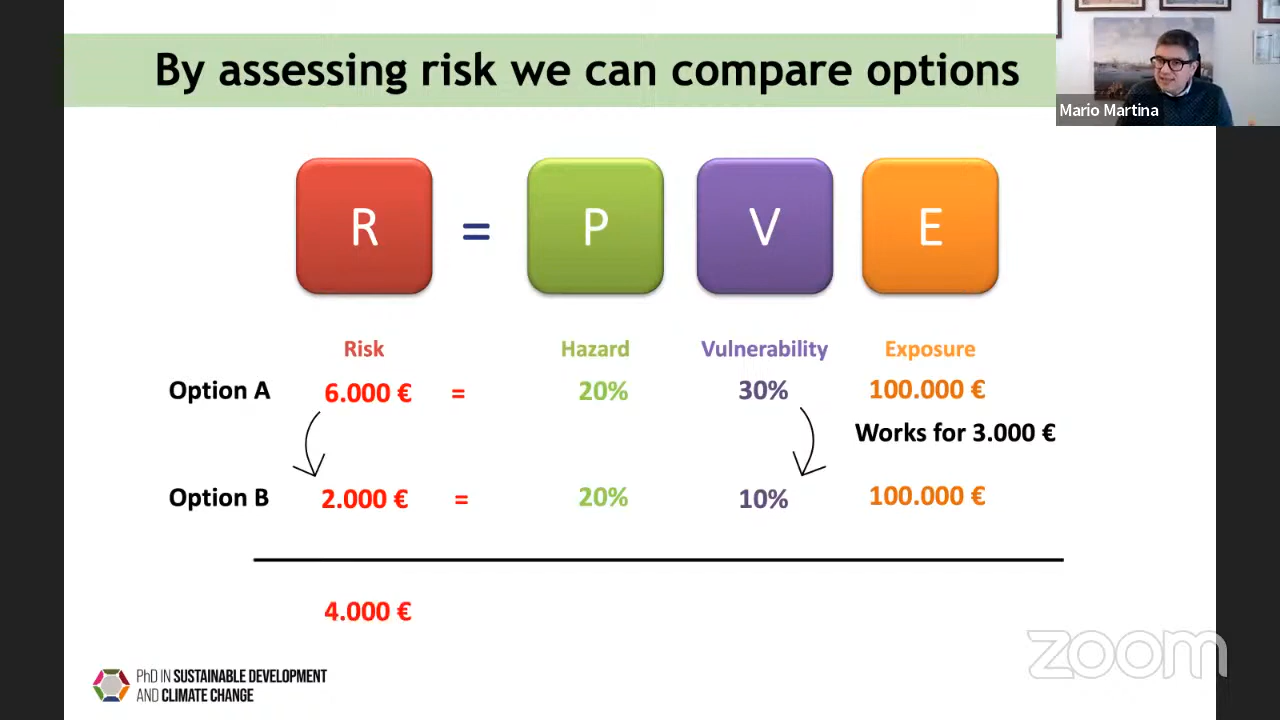 By assessing risk we can compare options
Mario Martina
R = P V E
Risk Hazard Vulnerability Exposure
Option A 6.000 € = 20% 30% 100.000 €
Works for 3.000 €
Option B 2.000 € = 20% 10% 100.000 €
4.000 €
zoom
PhD IN SUSTAINABLE DEVELOPMENT
AND CLIMATE CHANGE